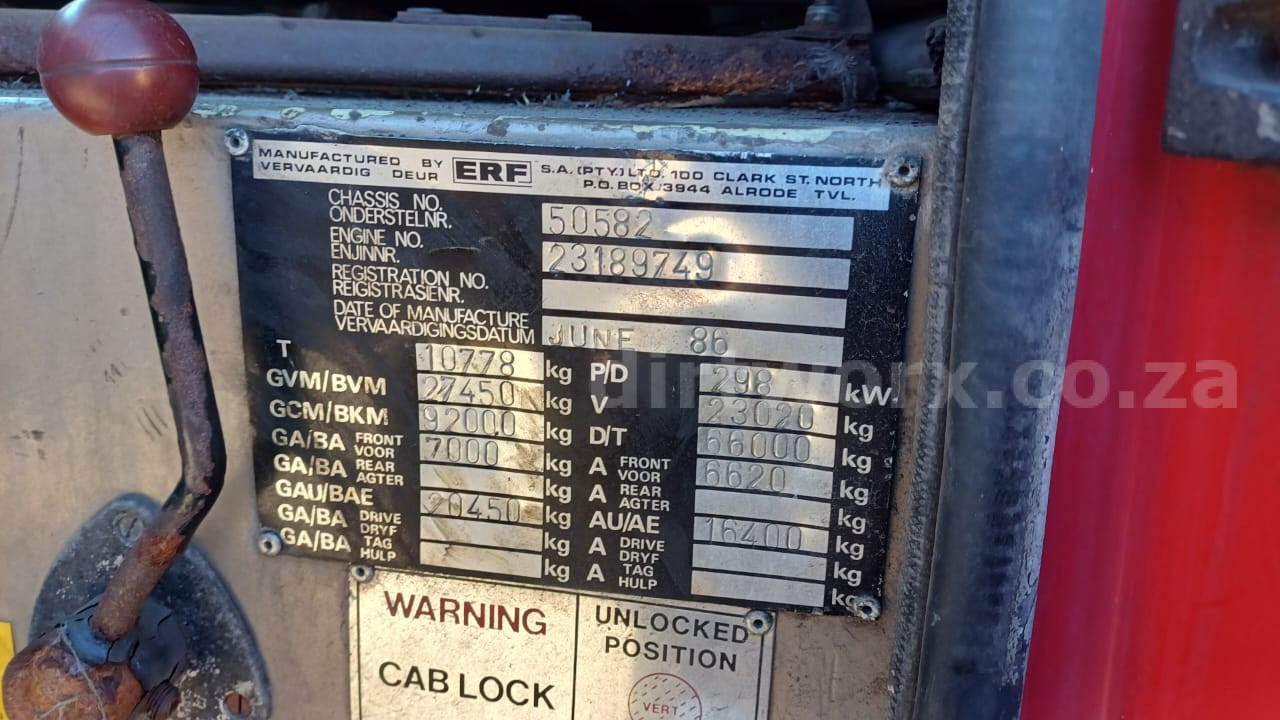 MANUFACTURED BY ERF S.A. (PTY.) LTD. 100 CLARK ST. NORTH
VERVAARDIG DEUR P.O. BOX 3944 ALRODE TVL.
CHASSIS NO. 50582
ONDERSTELNR.
ENGINE NO. 23189749
ENJINNR.
REGISTRATION NO.
REIGISTRASIENR.
DATE OF MANUFACTURE JUNE 86
VERVAARDIGINGSDATUM
T 10778 kg P/D 298 kW.
GVM/BVM 27450 kg V 23020 kg
GCM/BKM 92000 kg D/T 66000 kg
GA/BA FRONT VOOR 7000 kg A FRONT VOOR 6620 kg
GA/BA REAR AGTER kg A REAR AGTER kg
GAU/BAE 20450 kg AU/AE 16400 kg
GA/BA DRIVE DRYF kg A DRIVE DRYF kg
GA/BA TAG HULP kg A TAG HULP kg
dirtworx.co.za
WARNING
CAB LOCK
UNLOCKED
POSITION
VERT